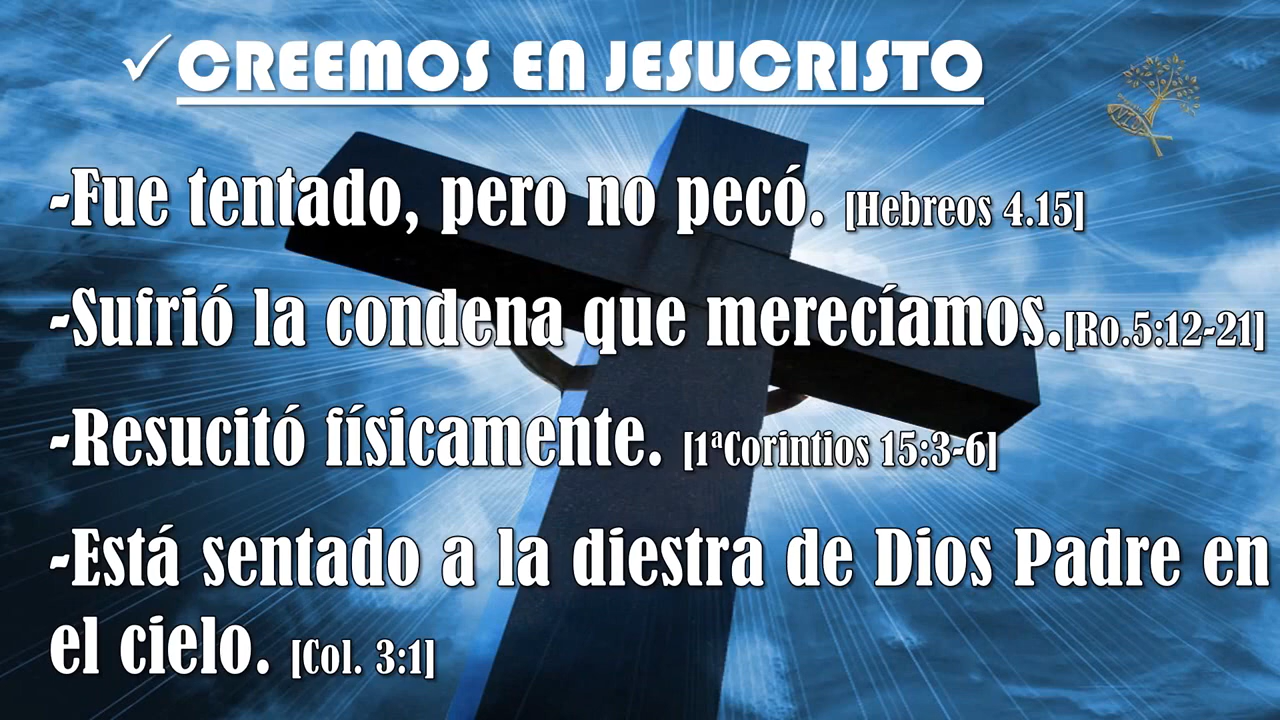 ✓ CREEMOS EN JESUCRISTO
-Fue tentado, pero no pecó. [Hebreos 4.15]
-Sufrió la condena que merecíamos.[Ro.5:12-21]
-Resucitó físicamente. [1ªCorintios 15:3-6]
-Está sentado a la diestra de Dios Padre en
el cielo. [Col. 3:1]